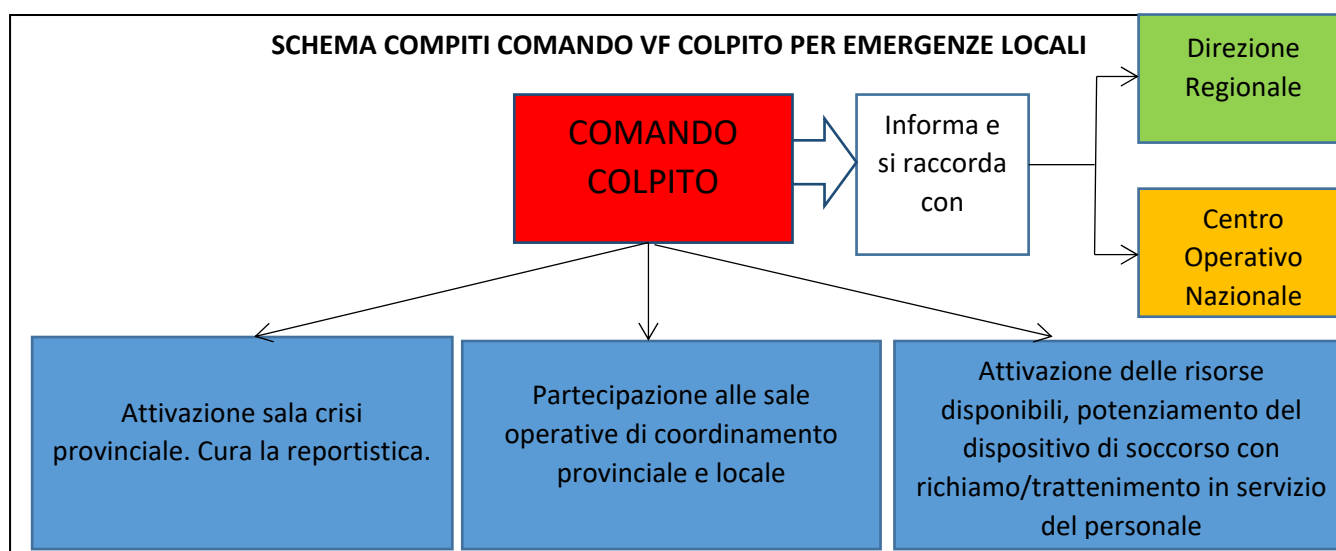 SCHEMA COMPITI COMANDO VF COLPITO PER EMERGENZE LOCALI
COMANDO
COLPITO
Informa e
si raccorda
con
Direzione
Regionale
Centro
Operativo
Nazionale
Attivazione sala crisi
provinciale. Cura la reportistica.
Partecipazione alle sale
operative di coordinamento
provinciale e locale
Attivazione delle risorse
disponibili, potenziamento del
dispositivo di soccorso con
richiamo/trattenimento in servizio
del personale